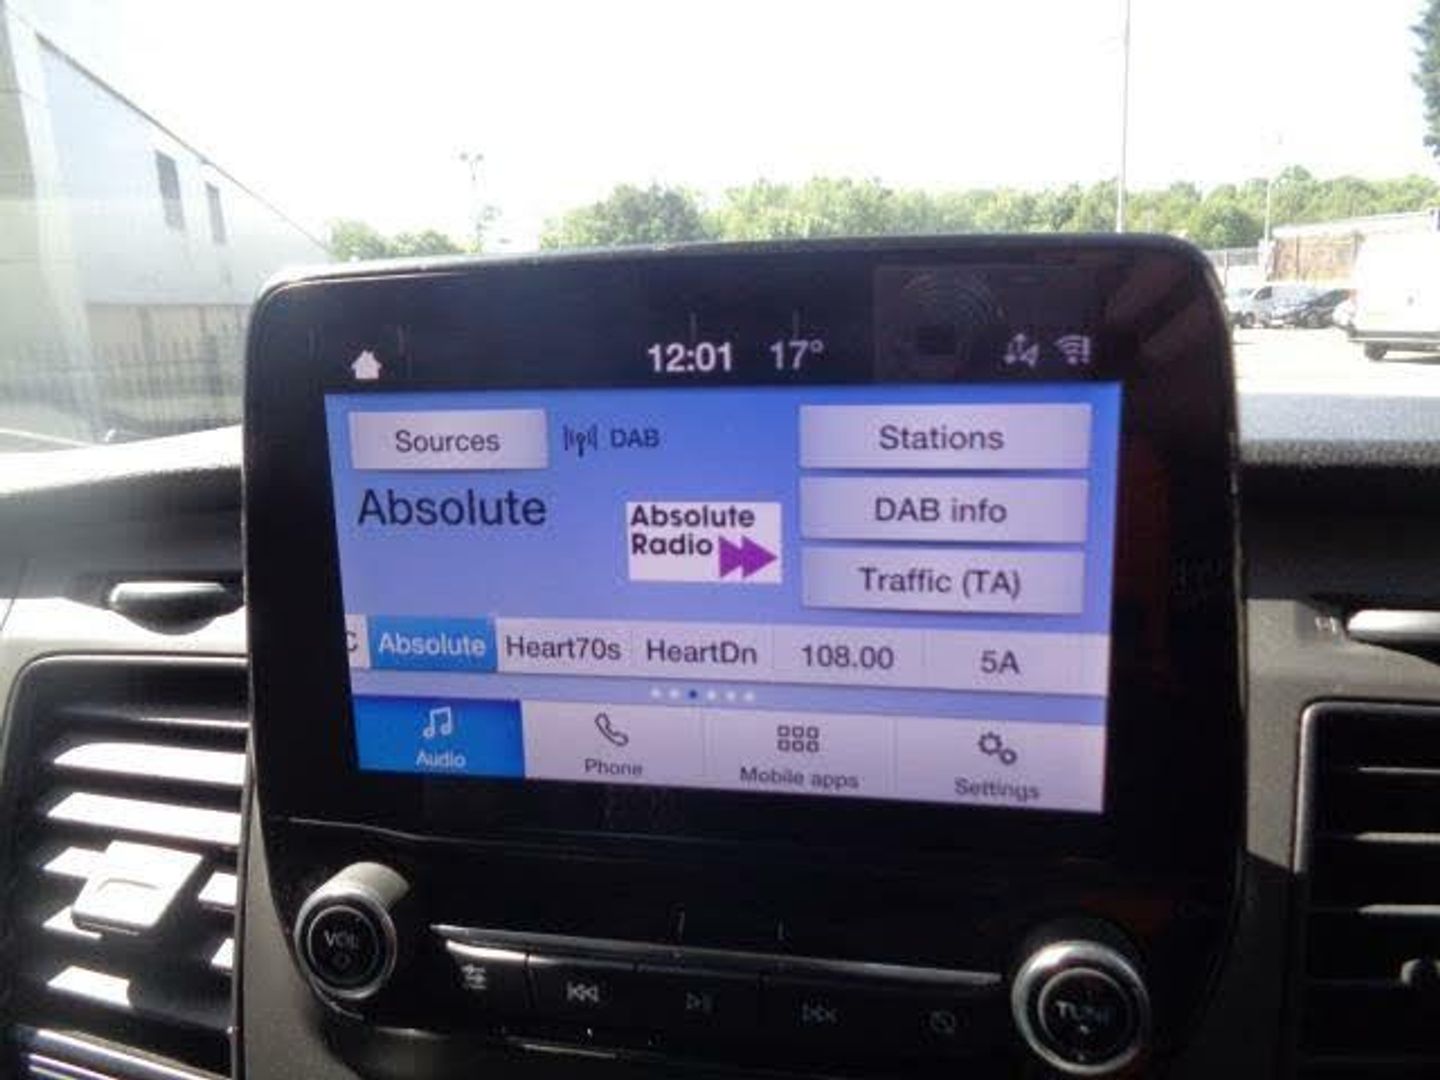 12:01 17°
Sources DAB Stations
Absolute
Absolute
Radio
DAB info
Traffic (TA)
C Absolute Heart70s HeartDn 108.00 5A
Audio Phone Mobile apps Settings
VOL
TUNE